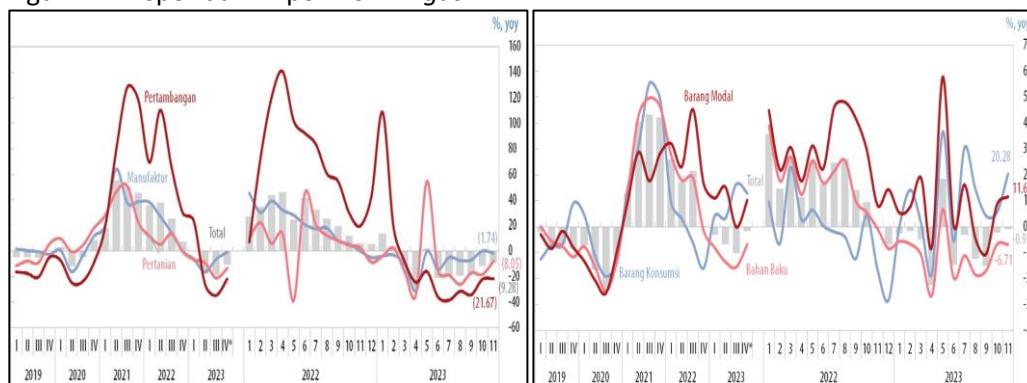 %, yoy
160
140
120
100
80
60
40
20
0
-20
-40
-60
Pertambangan
Manufaktur
Total
Pertanian
(1.74)
(8.05)
(9.28)
(21.67)
I II III IV I II III IV I II III IV I II III IV I II III IV* 1 2 3 4 5 6 7 8 9 10 11 12 1 2 3 4 5 6 7 8 9 10 11
2019 2020 2021 2022 2023 2022 2023
%, yoy
Barang Modal
Total
20.28
Barang Konsumsi
Bahan Baku
-6.71
I II III IV I II III IV I II III IV I II III IV I II III IV* 1 2 3 4 5 6 7 8 9 10 11 12 1 2 3 4 5 6 7 8 9 10 11
2019 2020 2021 2022 2023 2022 2023